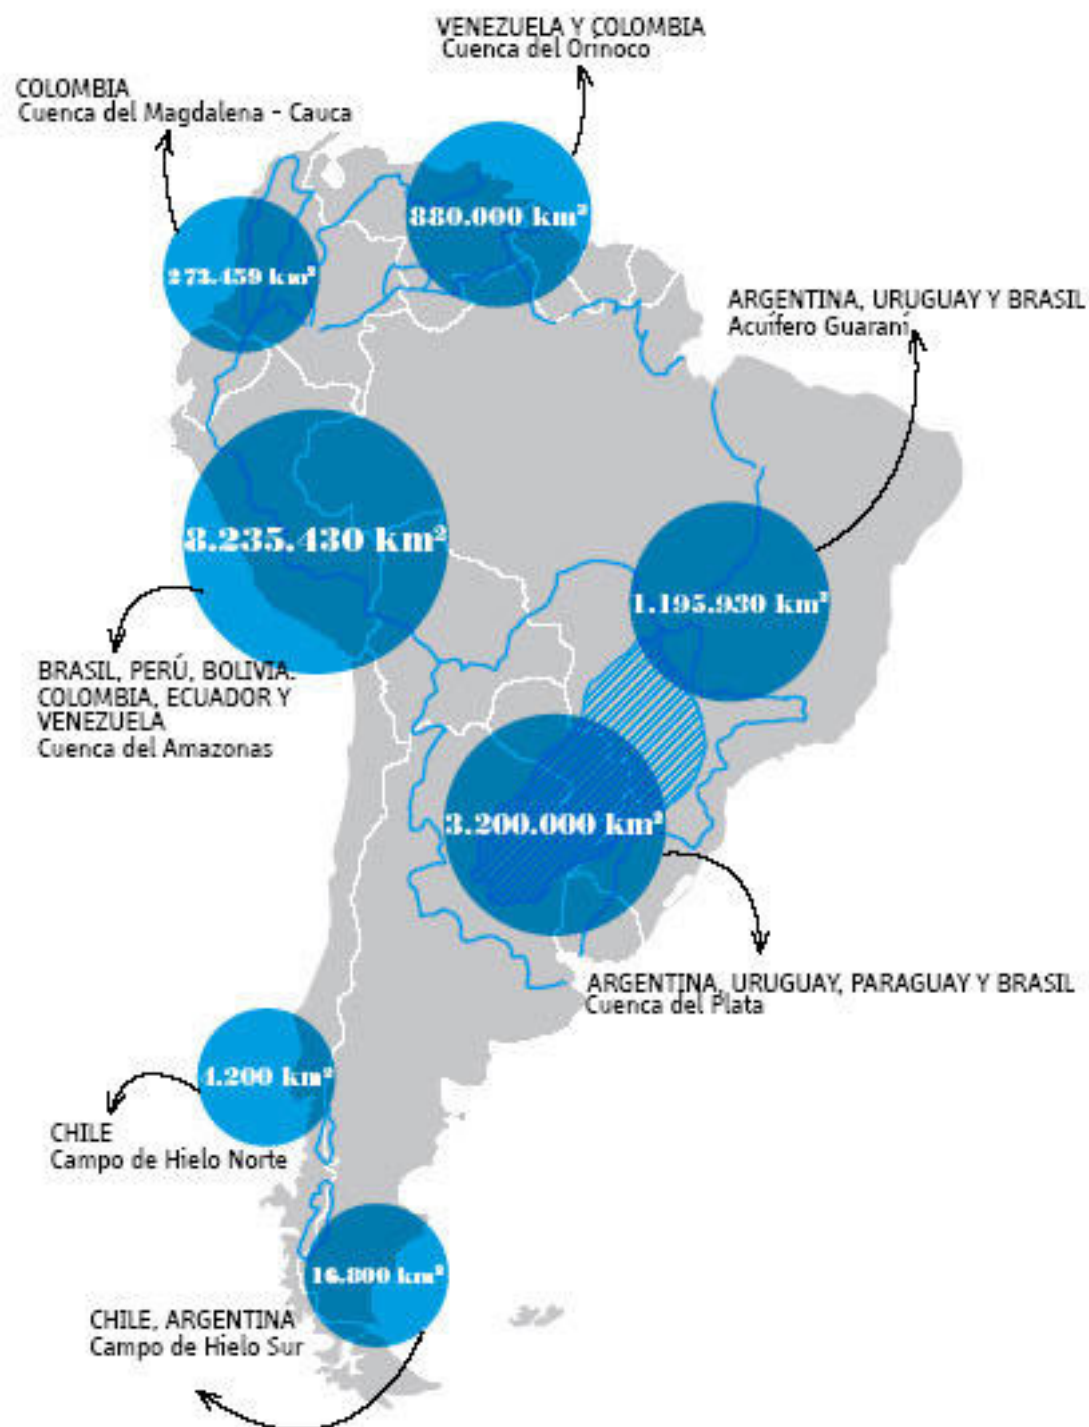 VENEZUELA Y COLOMBIA
Cuenca del Orinoco
COLOMBIA
Cuenca del Magdalena - Cauca
880.000 km²
273.459 km²
ARGENTINA, URUGUAY Y BRASIL
Acuífero Guaraní
8.235.430 km²
1.195.930 km²
BRASIL, PERÚ, BOLIVIA.
COLOMBIA, ECUADOR Y
VENEZUELA
Cuenca del Amazonas
3.200.000 km²
ARGENTINA, URUGUAY, PARAGUAY Y BRASIL
Cuenca del Plata
4.200 km²
CHILE
Campo de Hielo Norte
16.800 km²
CHILE, ARGENTINA
Campo de Hielo Sur